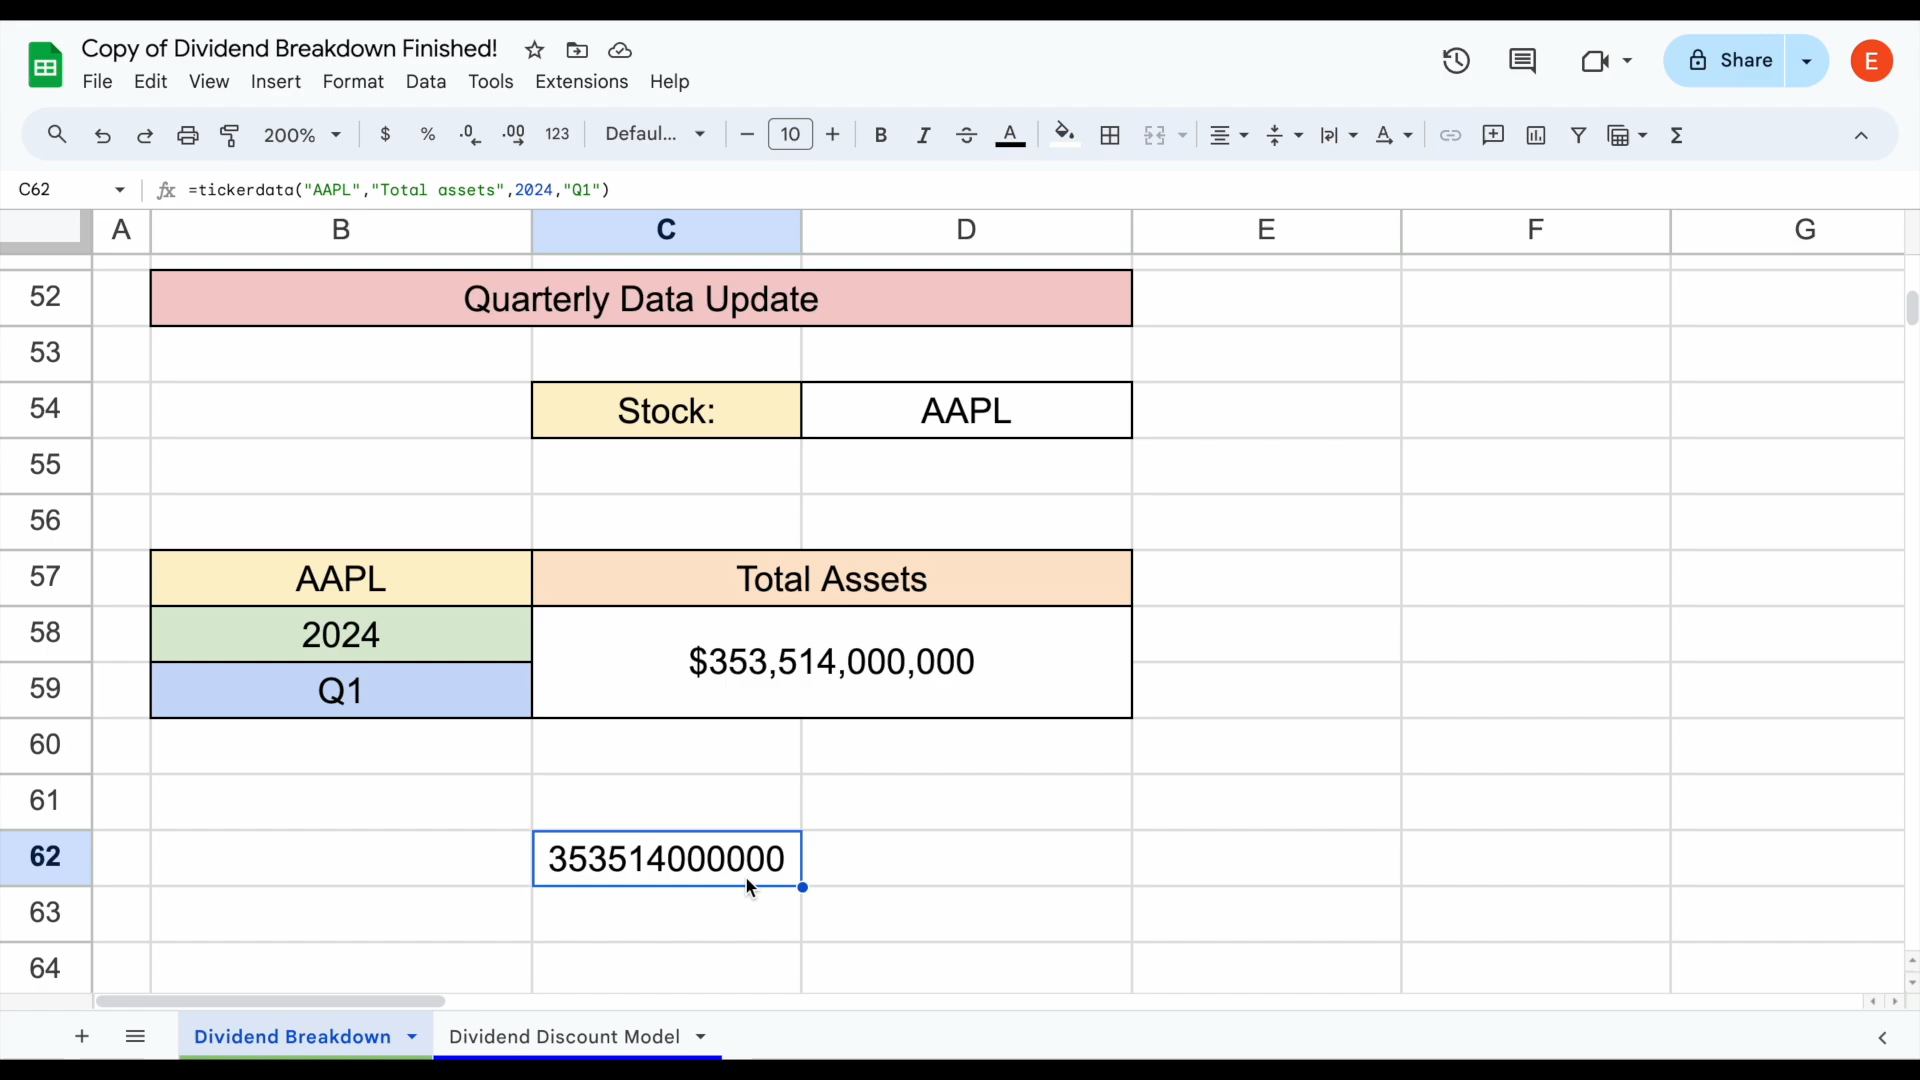 Copy of Dividend Breakdown Finished!
File Edit View Insert Format Data Tools Extensions Help
Share
E
200% $ % .0 .00 123 Defaul... 10 B I A Σ
C62 fx =tickerdata("AAPL","Total assets",2024,"Q1")
A B C D E F G
52 Quarterly Data Update
53
54 Stock: AAPL
55
56
57 AAPL Total Assets
58 2024
$353,514,000,000
59 Q1
60
61
62 353514000000
63
64
Dividend Breakdown Dividend Discount Model